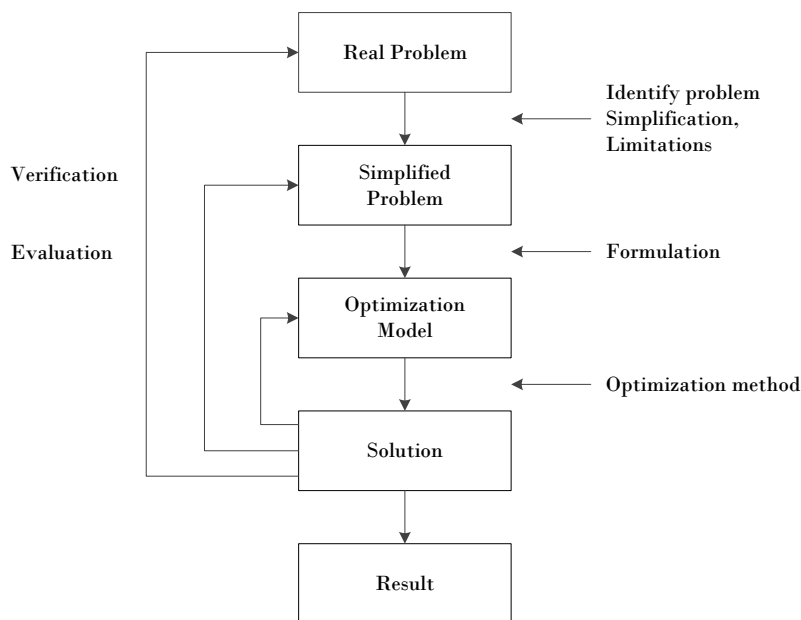 Real Problem
Identify problem
Simplification,
Limitations
Verification
Simplified
Problem
Evaluation
Formulation
Optimization
Model
Optimization method
Solution
Result